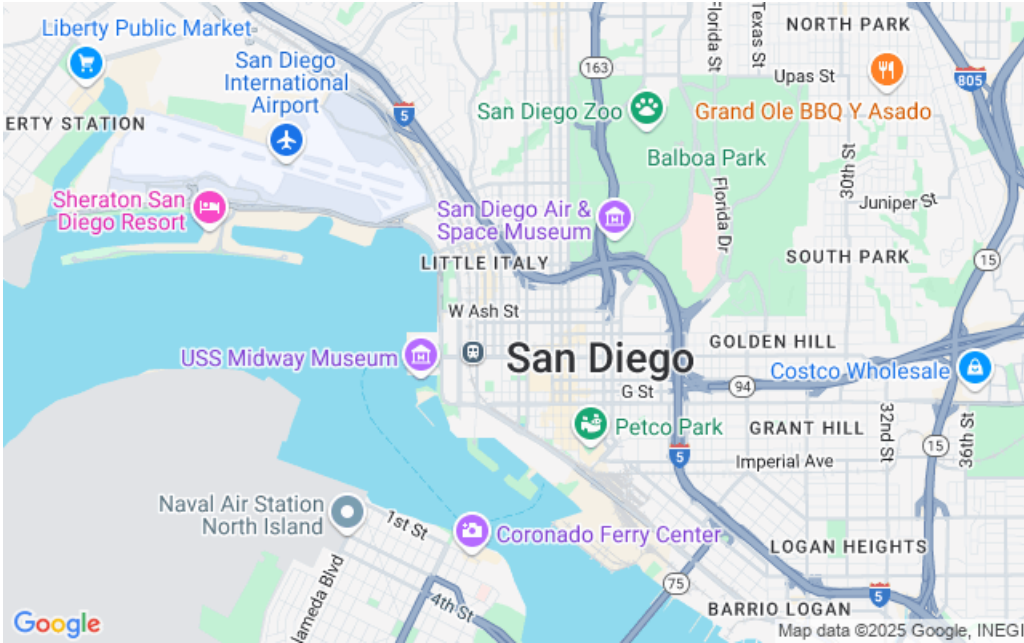 Liberty Public Market
San Diego
International
Airport
163
Florida St
Texas St
NORTH PARK
Upas St
805
ERTY STATION
5
San Diego Zoo
Grand Ole BBQ Y Asado
Balboa Park
30th St
Sheraton San
Diego Resort
San Diego Air &
Space Museum
Florida Dr
Juniper St
LITTLE ITALY
SOUTH PARK
15
W Ash St
USS Midway Museum
San Diego
GOLDEN HILL
G St
94
Costco Wholesale
Petco Park
GRANT HILL
32nd St
36th St
15
5
Imperial Ave
Naval Air Station
North Island
1st St
Coronado Ferry Center
LOGAN HEIGHTS
lameda Blvd
4th St
75
5
BARRIO LOGAN
Google
Map data ©2025 Google, INEGI